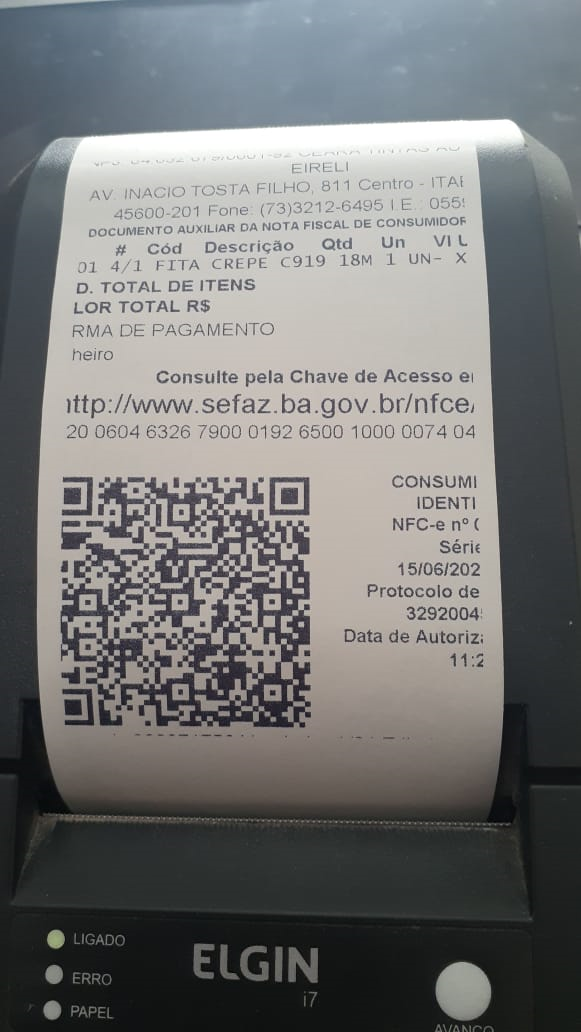 EIRELI
AV. INACIO TOSTA FILHO, 811 Centro - ITA
45600-201 Fone: (73)3212-6495 I.E.: 055
DOCUMENTO AUXILIAR DA NOTA FISCAL DE CONSUMIDOR
# Cód Descrição Qtd Un Vl U
01 4/1 FITA CREPE C919 18M 1 UN- X
D. TOTAL DE ITENS
LOR TOTAL R$
RMA DE PAGAMENTO
heiro
Consulte pela Chave de Acesso e
ttp://www.sefaz.ba.gov.br/nfce/
20 0604 6326 7900 0192 6500 1000 0074 04
CONSUMI
IDENTI
NFC-e nº
Série
15/06/202
Protocolo de
3292004
Data de Autoriz
11:2
LIGADO
ERRO
PAPEL
ELGIN
i7
AVANÇO